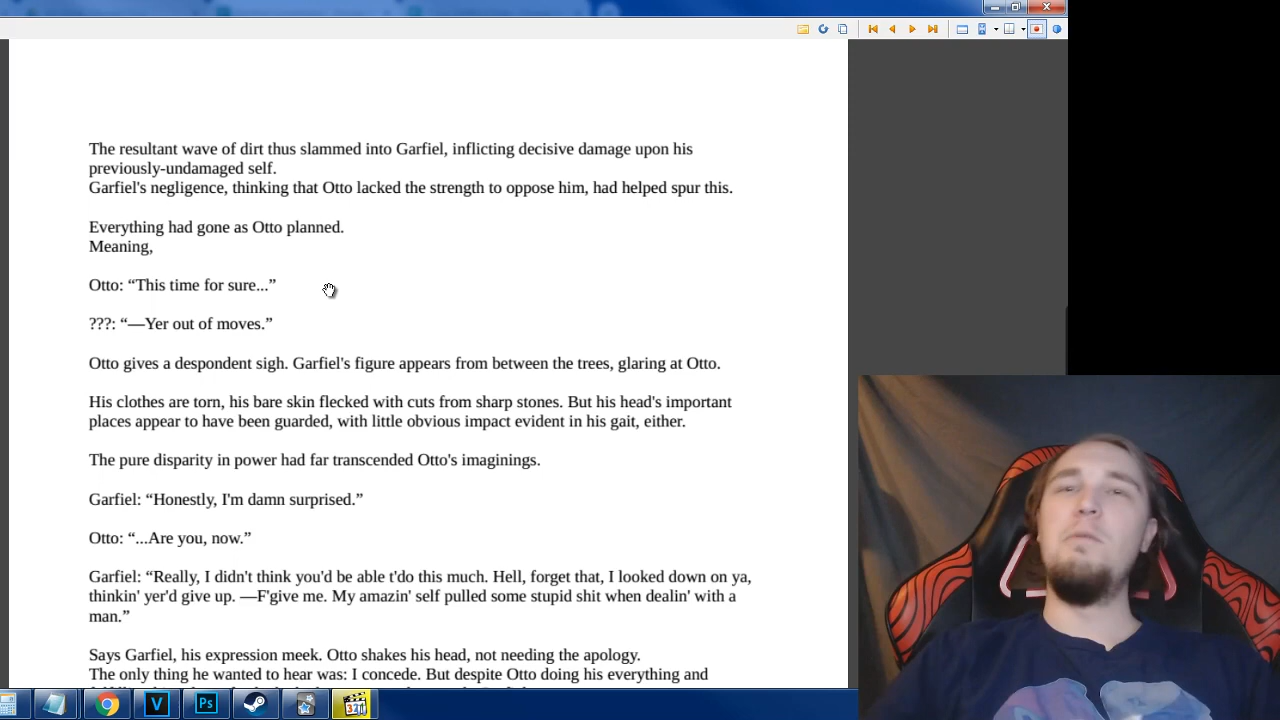 The resultant wave of dirt thus slammed into Garfiel, inflicting decisive damage upon his
previously-undamaged self.
Garfiel's negligence, thinking that Otto lacked the strength to oppose him, had helped spur this.
Everything had gone as Otto planned.
Meaning,
Otto: “This time for sure...”
???: “—Yer out of moves.”
Otto gives a despondent sigh. Garfiel's figure appears from between the trees, glaring at Otto.
His clothes are torn, his bare skin flecked with cuts from sharp stones. But his head's important
places appear to have been guarded, with little obvious impact evident in his gait, either.
The pure disparity in power had far transcended Otto's imaginings.
Garfiel: “Honestly, I'm damn surprised.”
Otto: “...Are you, now.”
Garfiel: “Really, I didn't think you'd be able t'do this much. Hell, forget that, I looked down on ya,
thinkin' yer'd give up. —F'give me. My amazin' self pulled some stupid shit when dealin' with a
man.”
Says Garfiel, his expression meek. Otto shakes his head, not needing the apology.
The only thing he wanted to hear was: I concede. But despite Otto doing his everything and
V
Ps
321